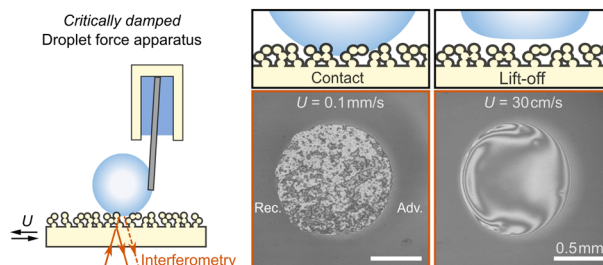 Critically damped
Droplet force apparatus
U
Interferometry
Contact
Lift-off
U = 0.1mm/s
U = 30cm/s
Rec.
Adv.
0.5mm